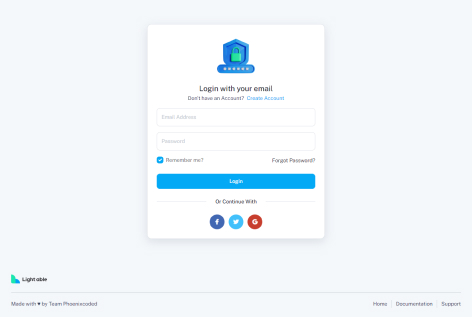 Login with your email
Don't have an Account? Create Account
Email Address
Password
Remember me?
Forgot Password?
Login
Or Continue With
Light able
Made with ♥ by Team Phoenixcoded
Home
Documentation
Support